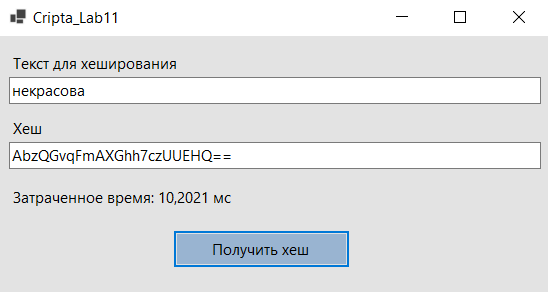 Cripta_Lab11
Текст для хеширования
некрасова
Хеш
AbzQGvqFmAXGhh7czUUEHQ==
Затраченное время: 10,2021 мс
Получить хеш